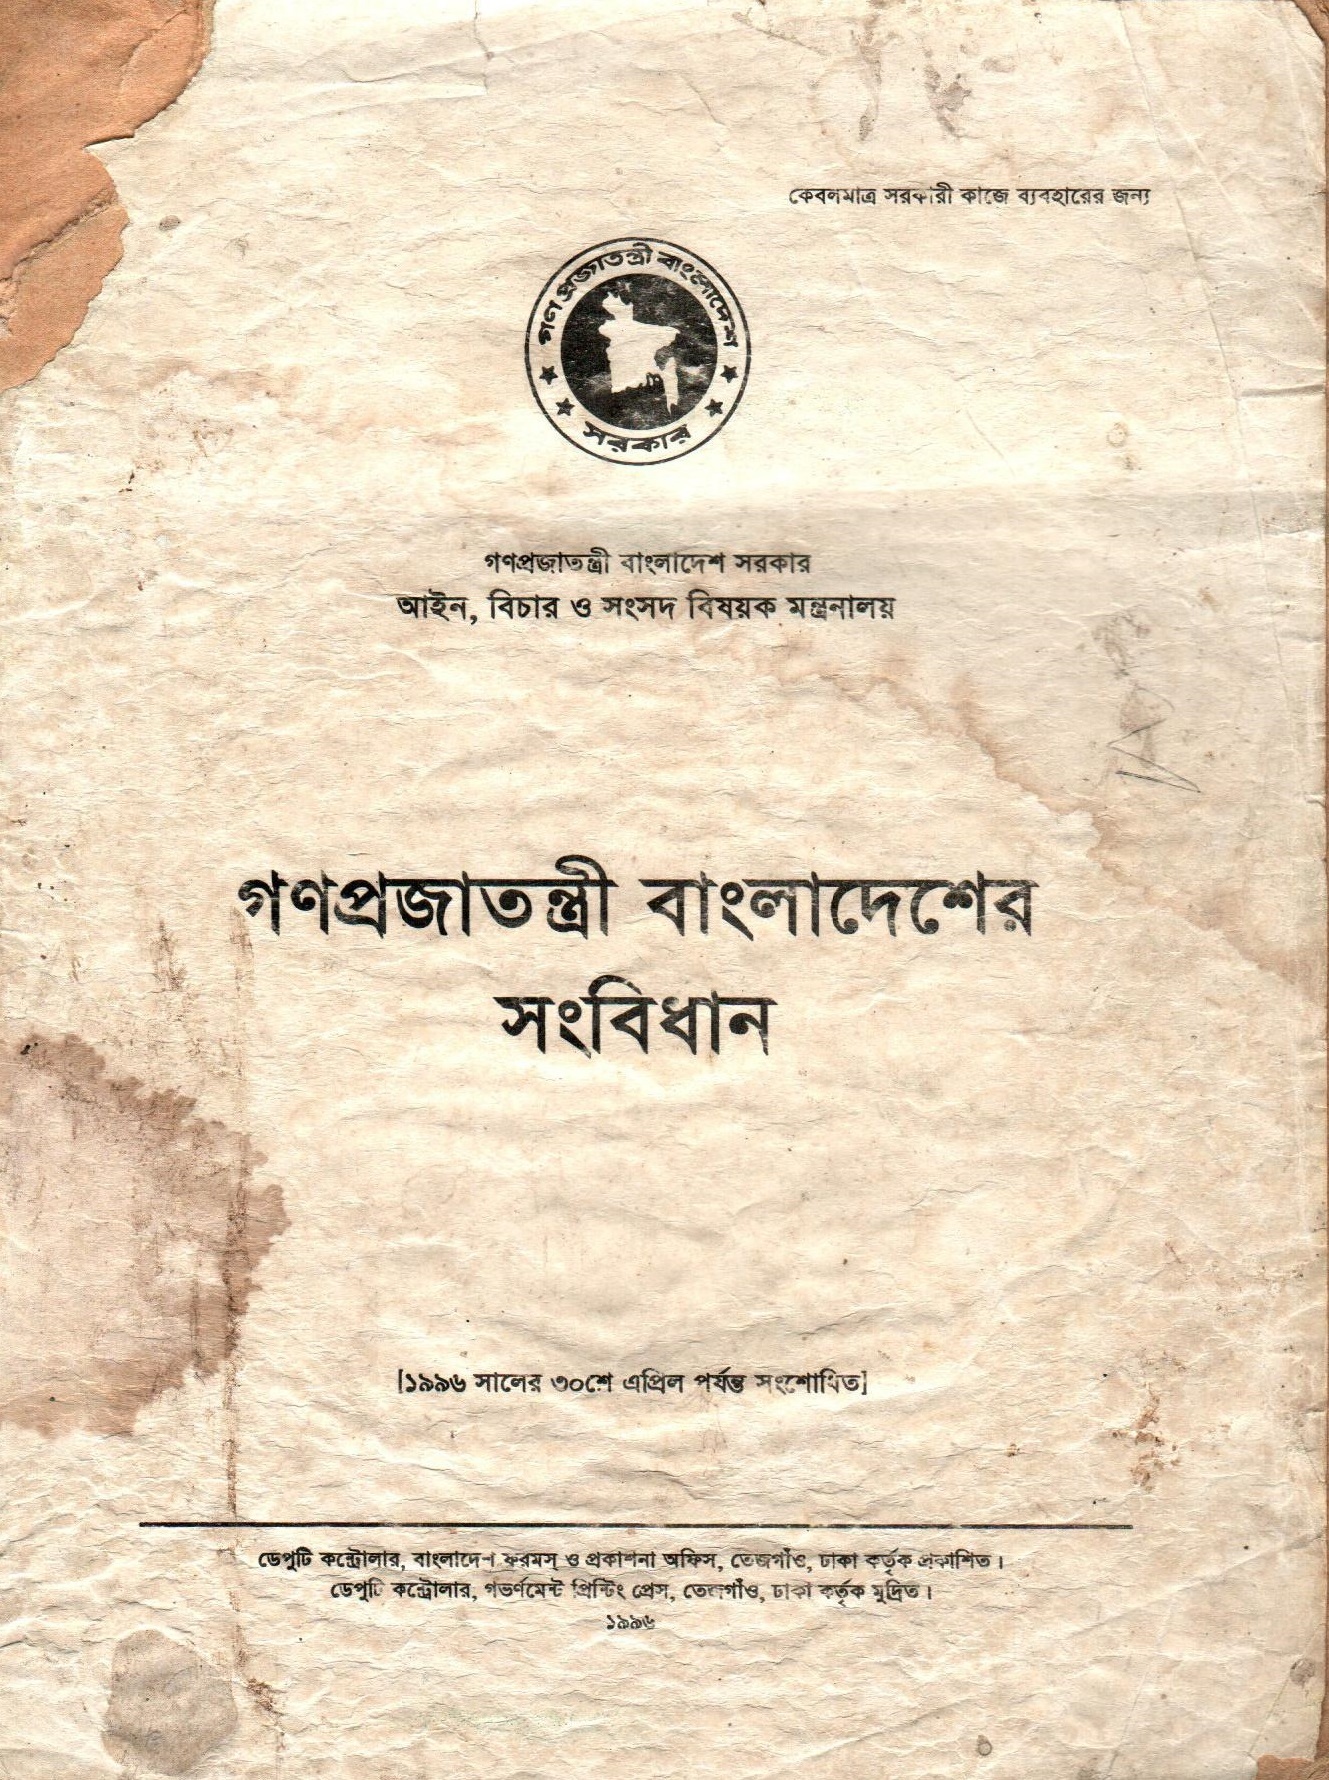 কেবলমাত্র সরকারী কাজে ব্যবহারের জন্য
গণ প্রজাতন্ত্রী বাংলাদেশ
সরকার
গণপ্রজাতন্ত্রী বাংলাদেশ সরকার
আইন, বিচার ও সংসদ বিষয়ক মন্ত্রনালয়
গণপ্রজাতন্ত্রী বাংলাদেশের
সংবিধান
[১৯৯৬ সালের ৩০শে এপ্রিল পর্যন্ত সংশোধিত]
ডেপুটি কন্ট্রোলার, বাংলাদেশ ফরমস্ ও প্রকাশনা অফিস, তেজগাঁও, ঢাকা কর্তৃক প্রকাশিত।
ডেপুটি কন্ট্রোলার, গভর্ণমেন্ট প্রিন্টিং প্রেস, তেজগাঁও, ঢাকা কর্তৃক মুদ্রিত।
১৯৯৬